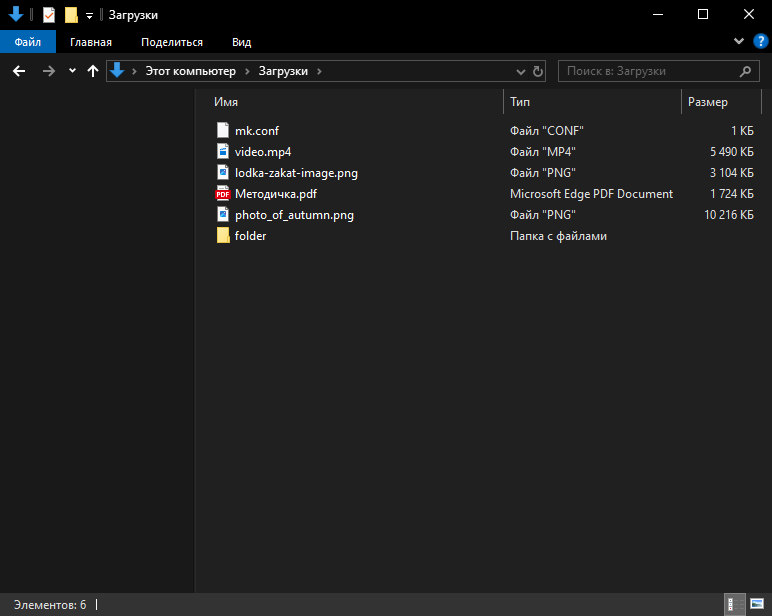 Загрузки
Файл Главная Поделиться Вид ?
Этот компьютер Загрузки Поиск в: Загрузки
Имя Тип Размер
mk.conf Файл "CONF" 1 КБ
video.mp4 Файл "MP4" 5 490 КБ
lodka-zakat-image.png Файл "PNG" 3 104 КБ
PDF Методичка.pdf Microsoft Edge PDF Document 1 724 КБ
photo_of_autumn.png Файл "PNG" 10 216 КБ
folder Папка с файлами
Элементов: 6